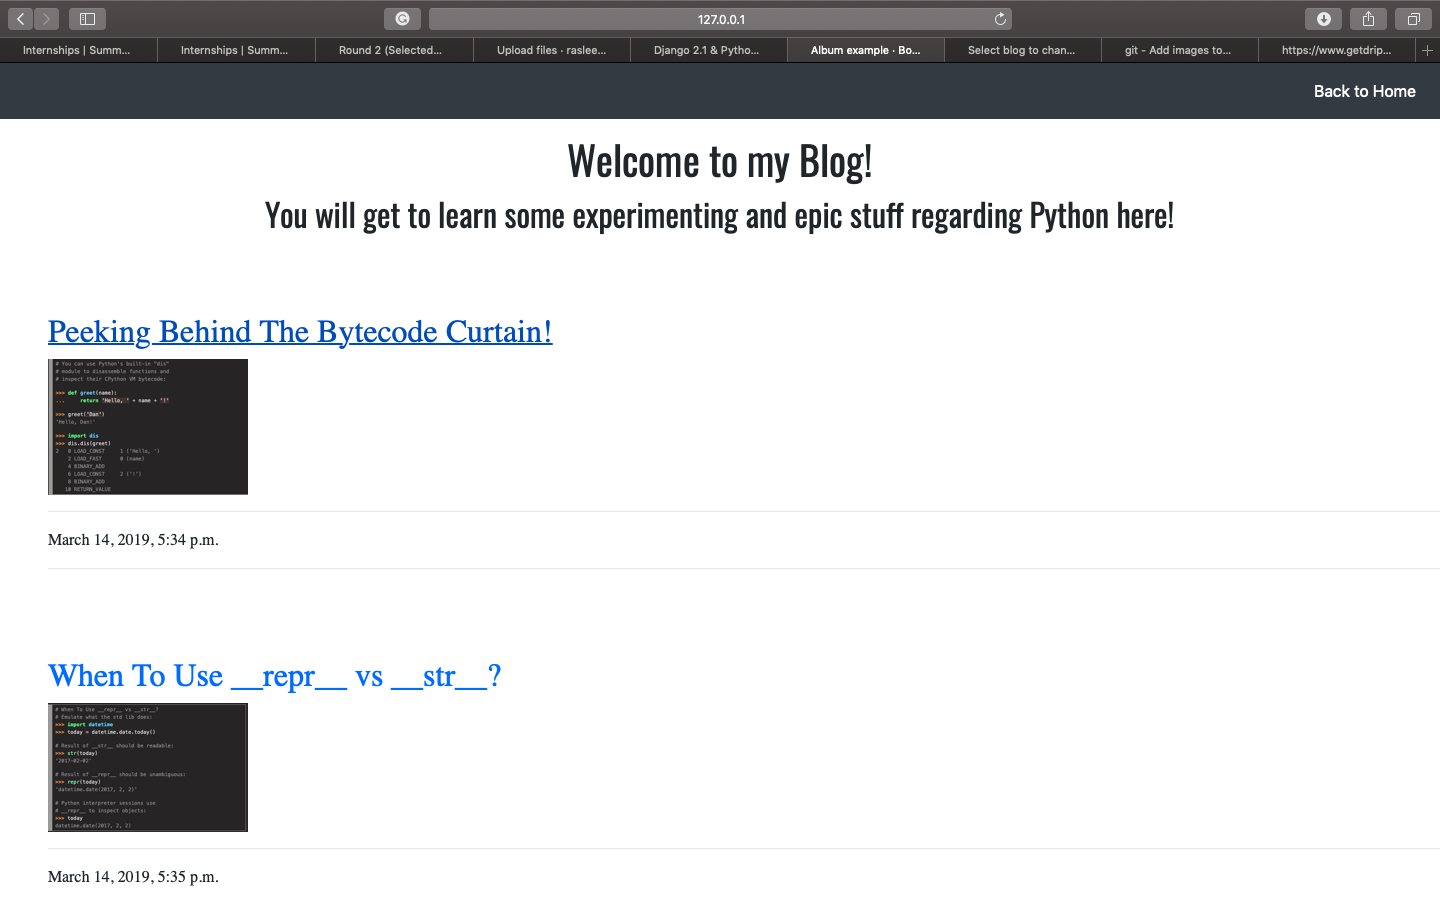 127.0.0.1
Internships | Summ...
Internships | Summ...
Round 2 (Selected...
Upload files · raslee...
Django 2.1 & Pytho...
Album example · Bo...
Select blog to chan...
git - Add images to...
https://www.getdrip...
Back to Home
Welcome to my Blog!
You will get to learn some experimenting and epic stuff regarding Python here!
Peeking Behind The Bytecode Curtain!
# You can use Python's built-in "dis"
# module to disassemble functions and
# inspect their CPython VM bytecode:
>>> def greet(name):
... return 'Hello, ' + name + '!'
>>> greet('Dan')
'Hello, Dan!'
>>> import dis
>>> dis.dis(greet)
2 0 LOAD_CONST 1 ('Hello, ')
2 LOAD_FAST 0 (name)
4 BINARY_ADD
6 LOAD_CONST 2 ('!')
8 BINARY_ADD
10 RETURN_VALUE
March 14, 2019, 5:34 p.m.
When To Use __repr__ vs __str__?
# When To Use __repr__ vs __str__?
# Emulate what the std lib does:
>>> import datetime
>>> today = datetime.date.today()
# Result of __str__ should be readable:
>>> str(today)
'2017-02-02'
# Result of __repr__ should be unambiguous:
>>> repr(today)
'datetime.date(2017, 2, 2)'
# Python interpreter sessions use
# __repr__ to inspect objects:
>>> today
datetime.date(2017, 2, 2)
March 14, 2019, 5:35 p.m.